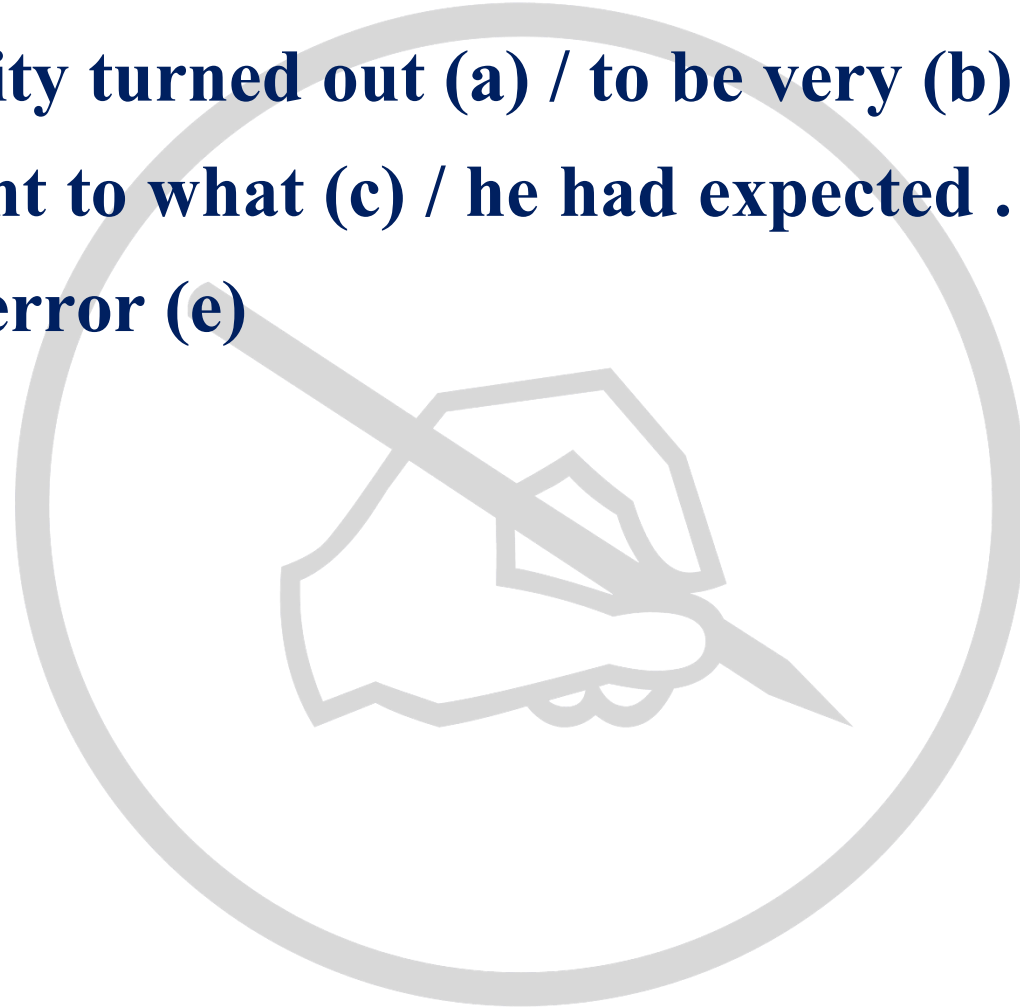 ity turned out (a) / to be very (b)
nt to what (c) / he had expected .
error (e)